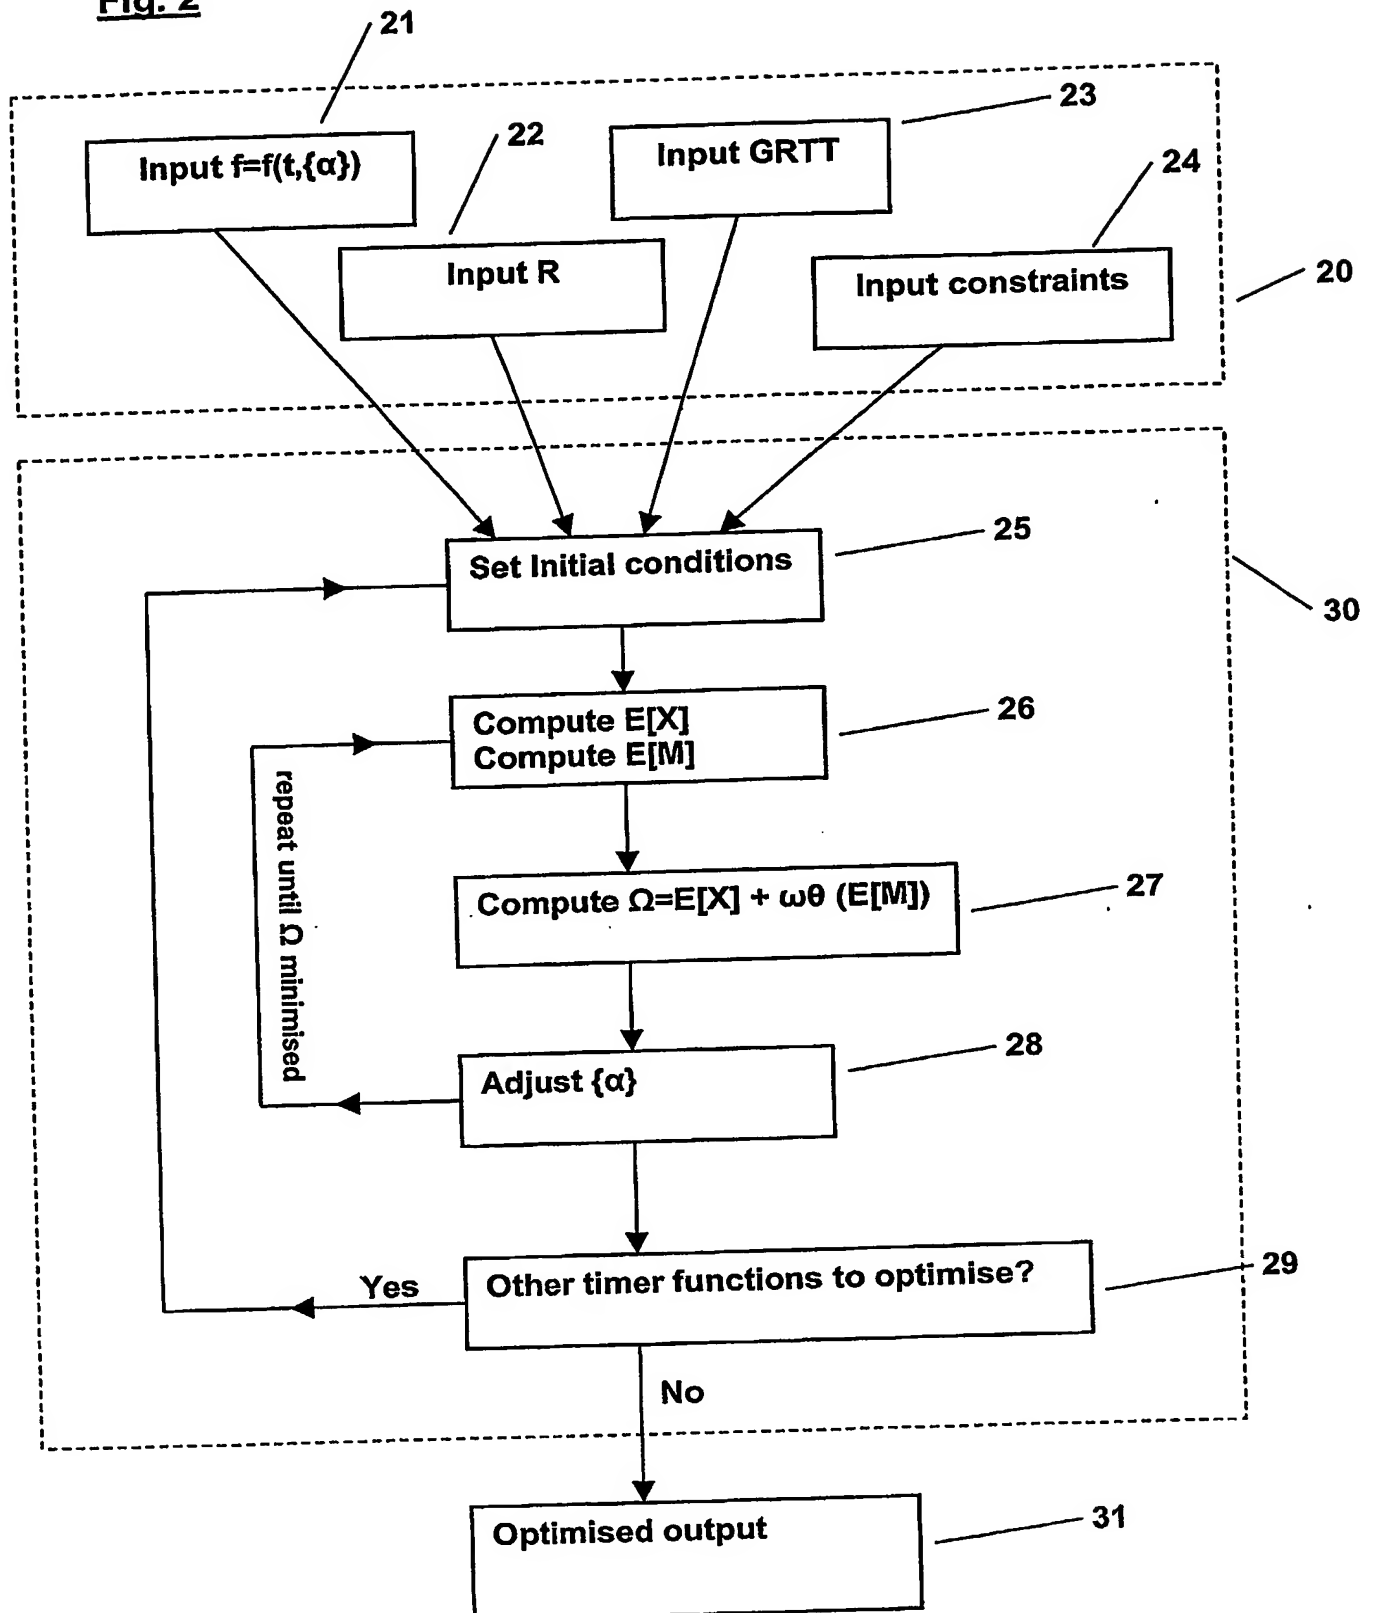 Fig. 2
21
23
22
Input f=f(t,{α})
Input GRTT
24
Input R
Input constraints
20
25
Set Initial conditions
30
26
Compute E[X]
Compute E[M]
repeat until Ω minimised
27
Compute Ω=E[X] + ωθ (E[M])
28
Adjust {α}
29
Other timer functions to optimise?
Yes
No
31
Optimised output